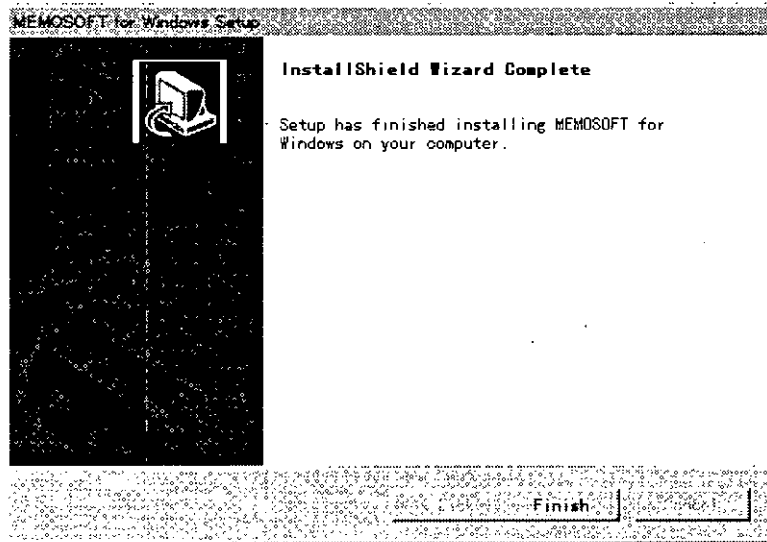 MEMOSOFT for Windows Setup
InstallShield Wizard Complete
Setup has finished installing MEMOSOFT for
Windows on your computer.
Finish